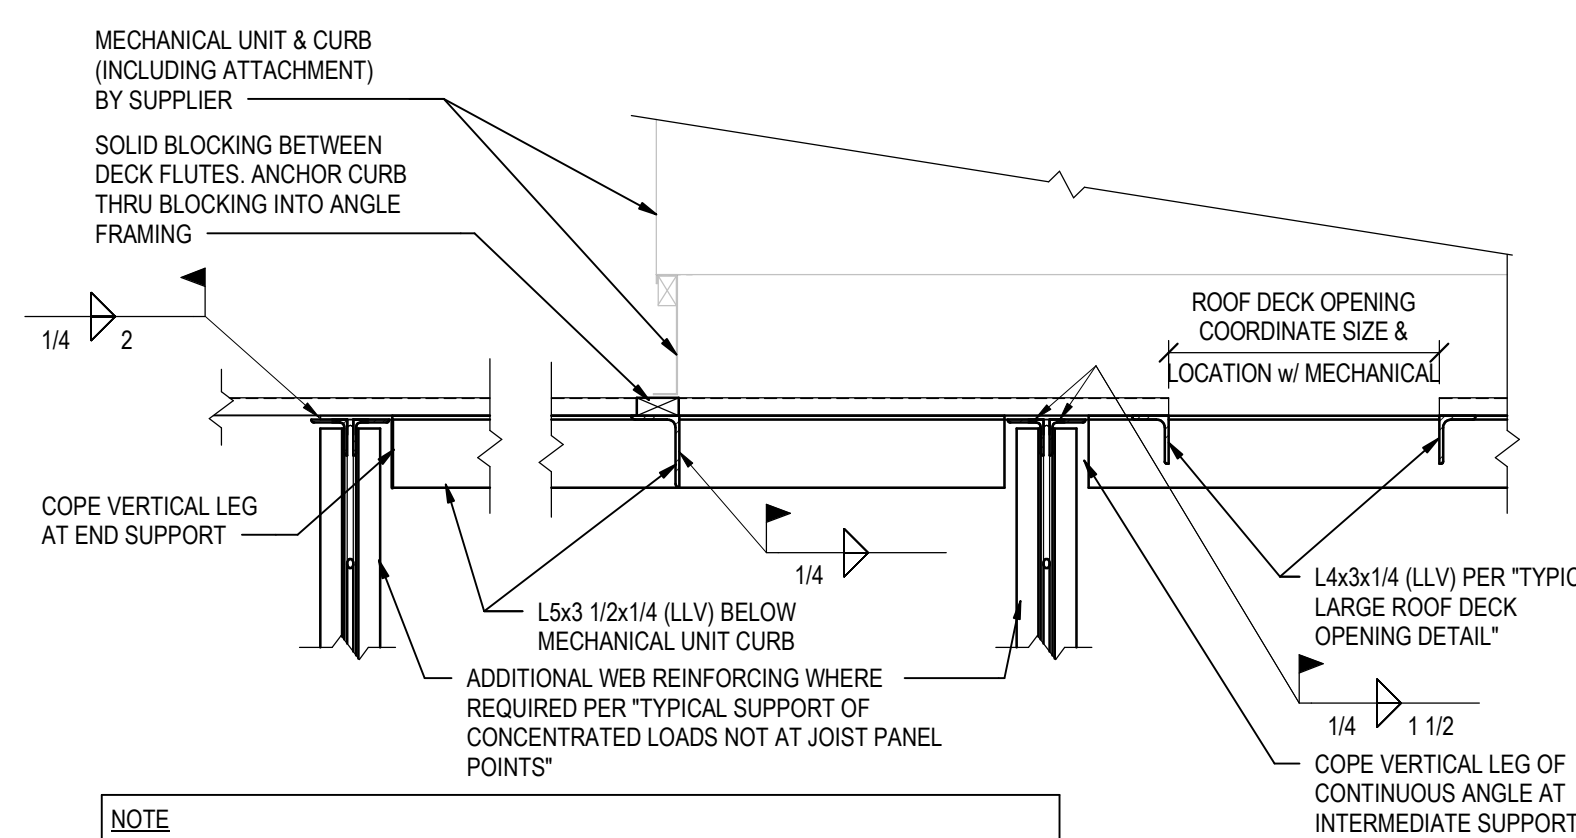 MECHANICAL UNIT & CURB
(INCLUDING ATTACHMENT)
BY SUPPLIER
SOLID BLOCKING BETWEEN
DECK FLUTES. ANCHOR CURB
THRU BLOCKING INTO ANGLE
FRAMING
1/4 2
ROOF DECK OPENING
COORDINATE SIZE &
LOCATION w/ MECHANICAL
COPE VERTICAL LEG
AT END SUPPORT
1/4
L5x3 1/2x1/4 (LLV) BELOW
MECHANICAL UNIT CURB
L4x3x1/4 (LLV) PER "TYPIC
LARGE ROOF DECK
OPENING DETAIL"
ADDITIONAL WEB REINFORCING WHERE
REQUIRED PER "TYPICAL SUPPORT OF
CONCENTRATED LOADS NOT AT JOIST PANEL
POINTS"
1/4 1 1/2
COPE VERTICAL LEG OF
CONTINUOUS ANGLE AT
INTERMEDIATE SUPPORT
NOTE